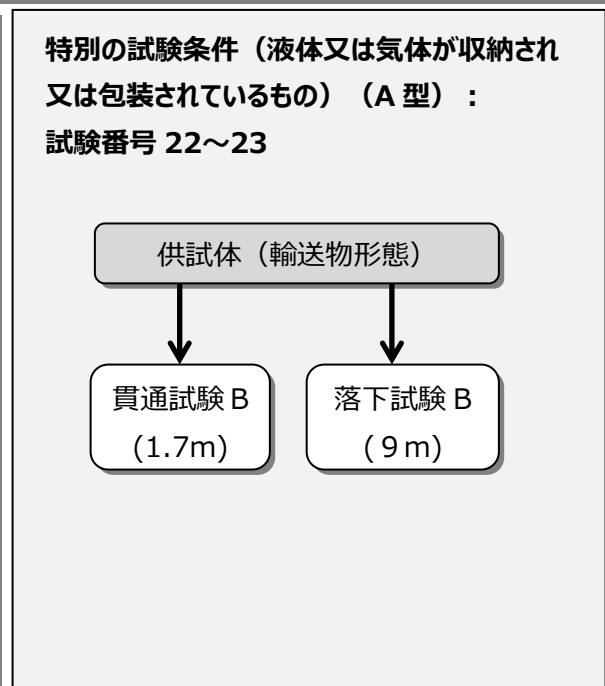 特別の試験条件（液体又は気体が収納され
又は包装されているもの）（A 型）：
試験番号 22～23
供試体（輸送物形態）
貫通試験 B
(1.7m)
落下試験 B
( 9 m)